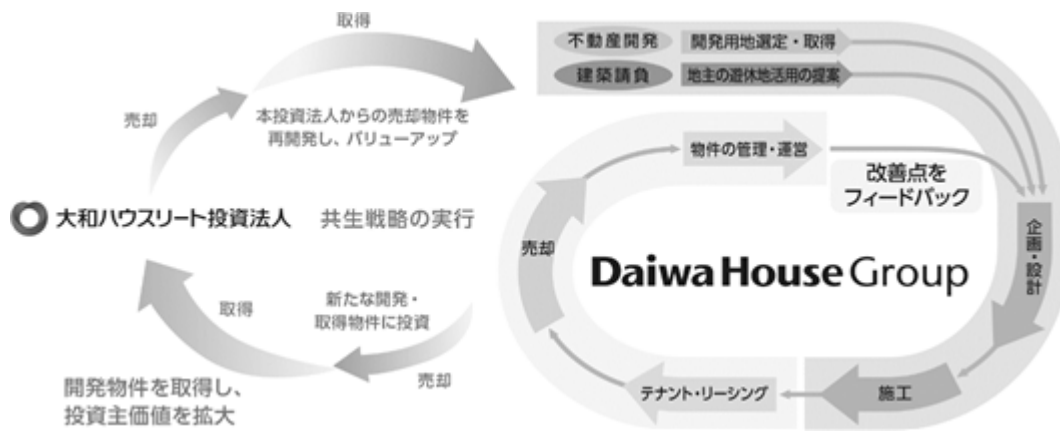 取得
売却
本投資法人からの売却物件を
再開発し、バリューアップ
大和ハウスリート投資法人
共生戦略の実行
取得
新たな開発・
取得物件に投資
売却
開発物件を取得し、
投資主価値を拡大
不動産開発
開発用地選定・取得
建築請負
地主の遊休地活用の提案
物件の管理・運営
改善点を
フィードバック
企画・設計
売却
Daiwa House Group
テナント・リーシング
施工